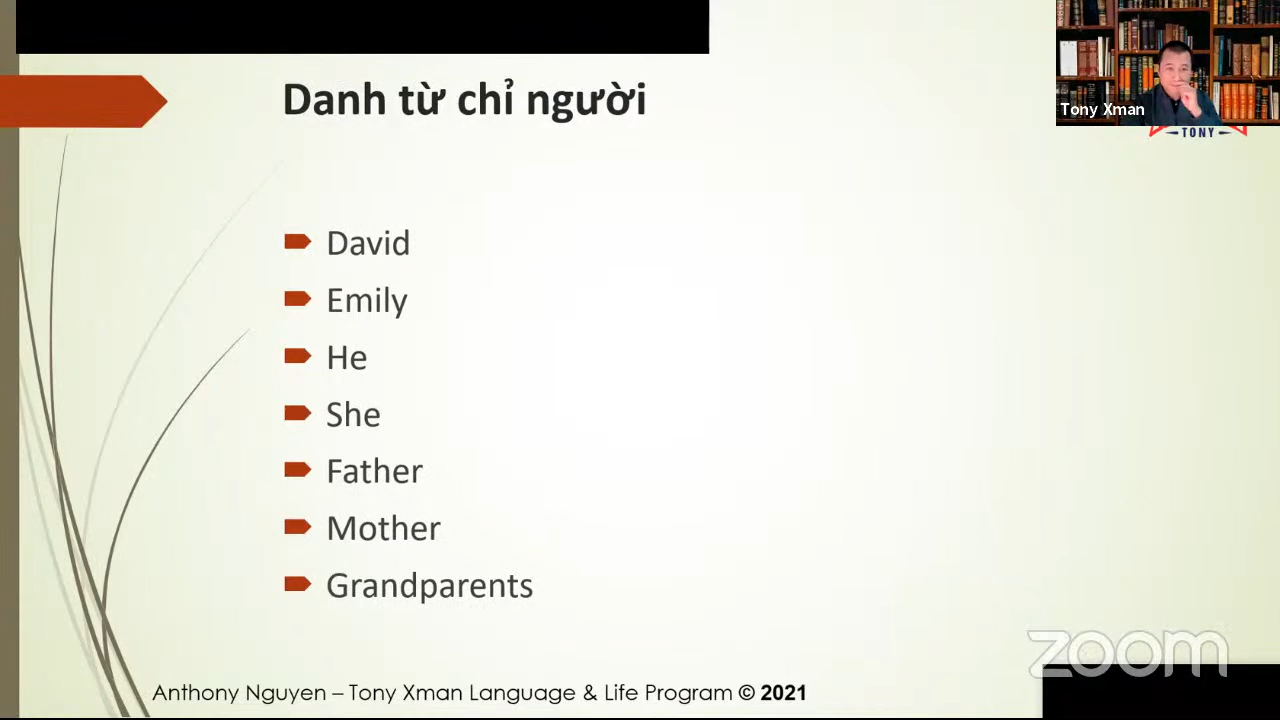 Danh từ chỉ người
Tony Xman
TONY
David
Emily
He
She
Father
Mother
Grandparents
zoom
Anthony Nguyen – Tony Xman Language & Life Program © 2021